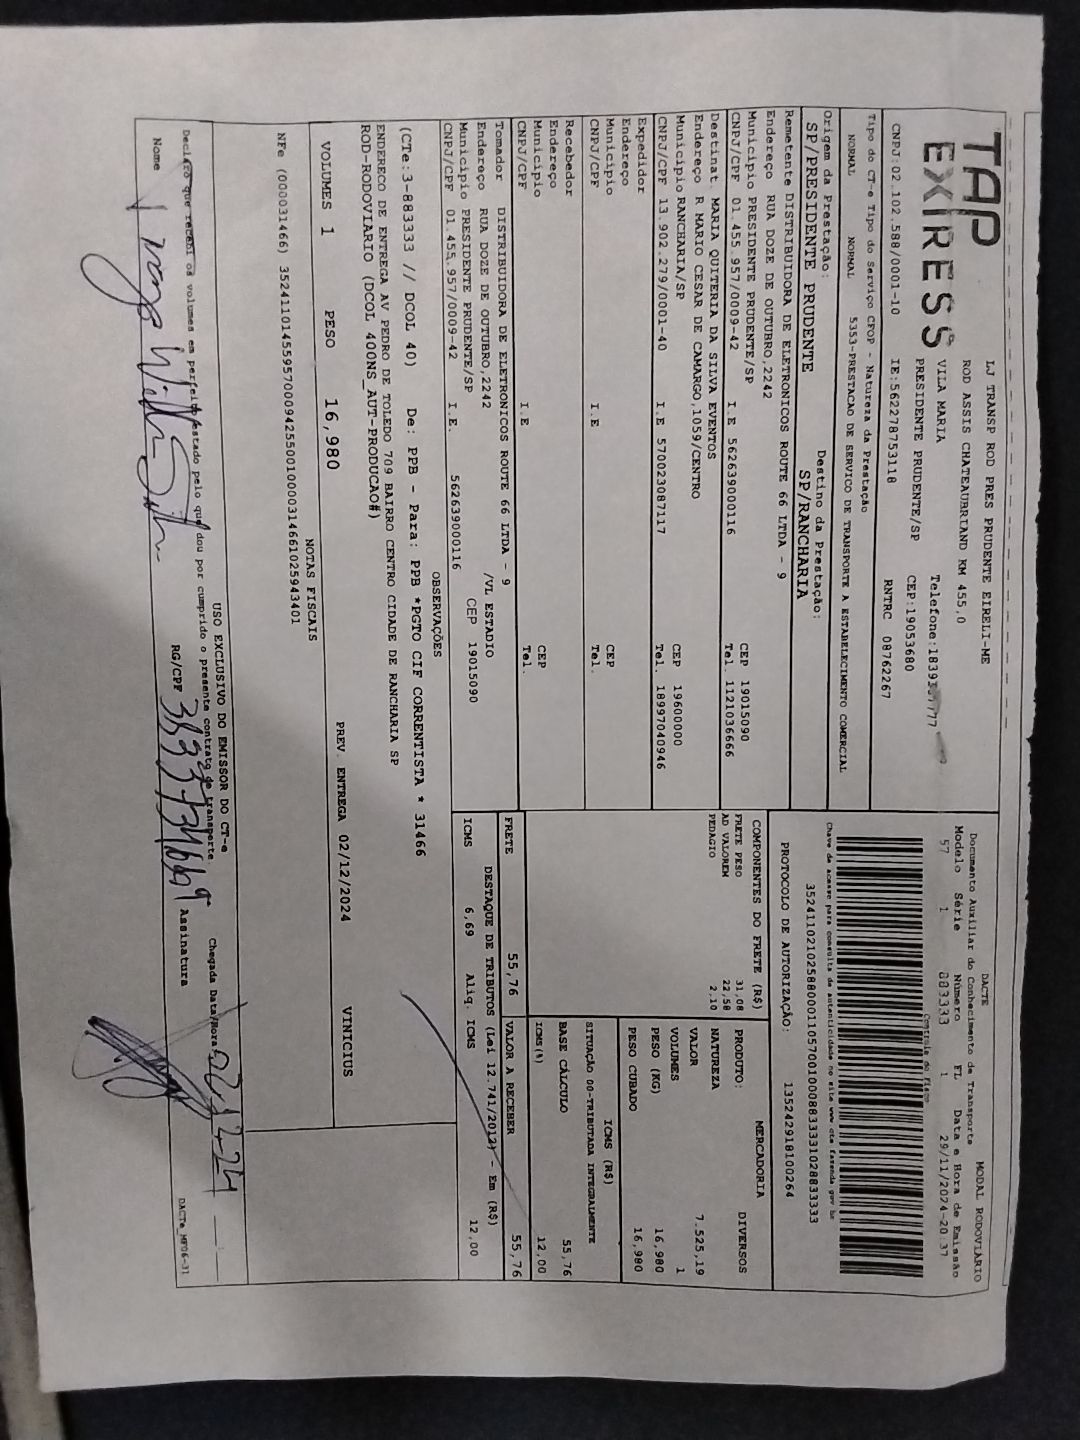 TAP
EXPRESS
LJ TRANSP ROD PRES PRUDENTE EIRELI-ME
ROD ASSIS CHATEAUBRIAND KM 455,0
VILA MARIA
PRESIDENTE PRUDENTE/SP
CEP:19053680
CNPJ:02.102.588/0001-10 IE:562278753118 RNTRC 08762267
Tipo do CT-e Tipo do Serviço CFOP - Natureza da Prestação
NORMAL NORMAL 5353-PRESTACAO DE SERVICO DE TRANSPORTE A ESTABELECIMENTO COMERCIAL
Origem da Prestação: Destino da Prestação:
SP/PRESIDENTE PRUDENTE SP/RANCHARIA
Remetente DISTRIBUIDORA DE ELETRONICOS ROUTE 66 LTDA - 9
Endereço RUA DOZE DE OUTUBRO,2242
Município PRESIDENTE PRUDENTE/SP CEP 19015090
CNPJ/CPF 01.455.957/0009-42 I.E 562639000116 Tel. 1121036666
Destinat. MARIA QUITERIA DA SILVA EVENTOS
Endereço R MARIO CESAR DE CAMARGO,1059/CENTRO
Município RANCHARIA/SP CEP 19600000
CNPJ/CPF 13.902.279/0001-40 I.E 570023087117 Tel. 18997040946
Expedidor
Endereço
Município CEP
CNPJ/CPF I.E Tel.
Recebedor
Endereço
Município CEP
CNPJ/CPF I.E Tel.
Tomador DISTRIBUIDORA DE ELETRONICOS ROUTE 66 LTDA - 9
Endereço RUA DOZE DE OUTUBRO,2242 /VL ESTADIO
Município PRESIDENTE PRUDENTE/SP CEP 19015090
CNPJ/CPF 01.455.957/0009-42 I.E. 562639000116
DACTE MODAL RODOVIÁRIO
Documento Auxiliar do Conhecimento de Transporte
Modelo Série Número FL Data e Hora de Emissão
57 1 883333 1 29/11/2024-20.37
Controle do Fisco
Chave de acesso para consulta de autenticidade no site www.cte.fazenda.gov.br
PROTOCOLO DE AUTORIZAÇÃO: 135242918100264
COMPONENTES DO FRETE (R$)
FRETE PESO 31,08
AD VALOREM 22,58
PEDAGIO 2,10
MERCADORIA
PRODUTO: DIVERSOS
NATUREZA
VALOR 7.525,19
VOLUMES 1
PESO (KG) 16,980
PESO CUBADO 16,980
ICMS (R$)
SITUAÇÃO 00-TRIBUTADA INTEGRALMENTE
BASE CÁLCULO 55,76
ICMS(%) 12,00
FRETE 55,76 VALOR A RECEBER 55,76
DESTAQUE DE TRIBUTOS (Lei 12.741/2012) - Em (R$)
ICMS 6,69 Aliq. ICMS 12,00
OBSERVAÇÕES
(CTe:3-883333 // DCOL 40) De: PPB - Para: PPB *PGTO CIF CORRENTISTA * 31466
ENDERECO DE ENTREGA AV PEDRO DE TOLEDO 709 BAIRRO CENTRO CIDADE DE RANCHARIA SP
ROD-RODOVIARIO (DCOL 400NS_AUT-PRODUCAO#)
VOLUMES 1 PESO 16,980 PREV. ENTREGA 02/12/2024 VINICIUS
NOTAS FISCAIS
NFe (000031466) 35241101455957000942550010000314661025943401
USO EXCLUSIVO DO EMISSOR DO CT-e
Declaro que recebi os volumes em perfeito estado pelo que dou por cumprido o presente contrato de transporte
Chegada Data/Hora
Nome RG/CPF Assinatura
DACTe_MF06-31